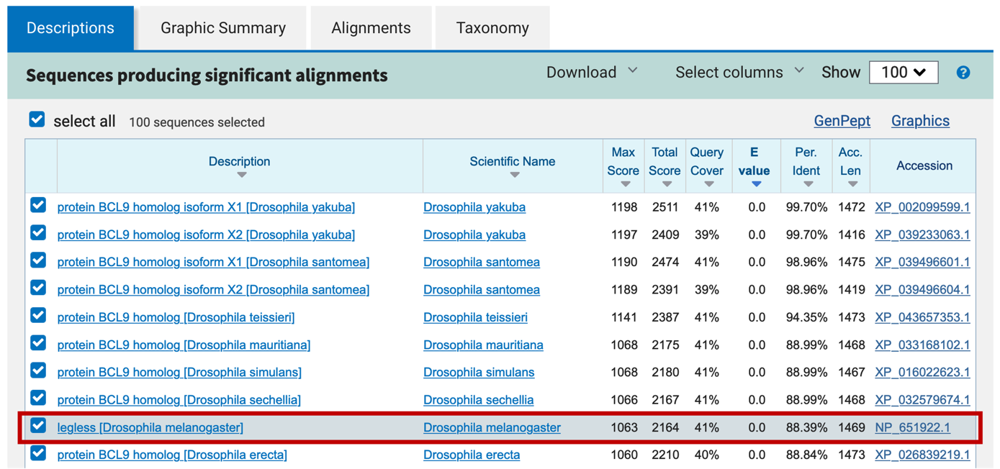 Descriptions Graphic Summary Alignments Taxonomy
Sequences producing significant alignments Download Select columns Show 100 ?
select all 100 sequences selected GenPept Graphics
Description Scientific Name Max Score Total Score Query Cover E value Per. Ident Acc. Len Accession
protein BCL9 homolog isoform X1 [Drosophila yakuba] Drosophila yakuba 1198 2511 41% 0.0 99.70% 1472 XP_002099599.1
protein BCL9 homolog isoform X2 [Drosophila yakuba] Drosophila yakuba 1197 2409 39% 0.0 99.70% 1416 XP_039233063.1
protein BCL9 homolog isoform X1 [Drosophila santomea] Drosophila santomea 1190 2474 41% 0.0 98.96% 1475 XP_039496601.1
protein BCL9 homolog isoform X2 [Drosophila santomea] Drosophila santomea 1189 2391 39% 0.0 98.96% 1419 XP_039496604.1
protein BCL9 homolog [Drosophila teissieri] Drosophila teissieri 1141 2387 41% 0.0 94.35% 1473 XP_043657353.1
protein BCL9 homolog [Drosophila mauritiana] Drosophila mauritiana 1068 2175 41% 0.0 88.99% 1468 XP_033168102.1
protein BCL9 homolog [Drosophila simulans] Drosophila simulans 1068 2180 41% 0.0 88.99% 1467 XP_016022623.1
protein BCL9 homolog [Drosophila sechellia] Drosophila sechellia 1066 2167 41% 0.0 88.99% 1468 XP_032579674.1
legless [Drosophila melanogaster] Drosophila melanogaster 1063 2164 41% 0.0 88.39% 1469 NP_651922.1
protein BCL9 homolog [Drosophila erecta] Drosophila erecta 1060 2210 40% 0.0 88.84% 1473 XP_026839219.1